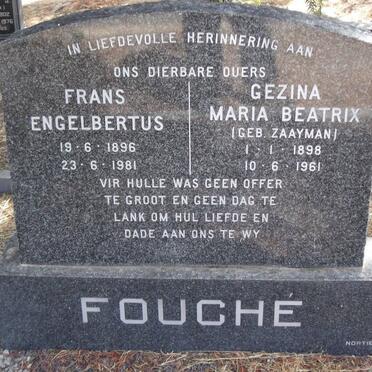 IN LIEFDEVOLLE HERINNERING AAN
ONS DIERBARE OUERS
FRANS
ENGELBERTUS
19-6-1896
23-6-1981
GEZINA
MARIA BEATRIX
(GEB. ZAAYMAN)
1-1-1898
10-6-1961
VIR HULLE WAS GEEN OFFER
TE GROOT EN GEEN DAG TE
LANK OM HUL LIEFDE EN
DADE AAN ONS TE WY
FOUCHÉ